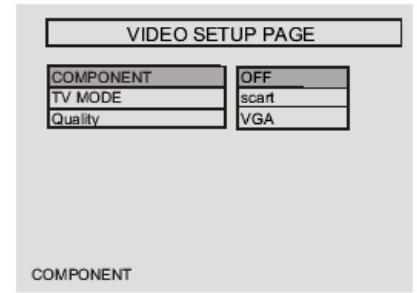 VIDEO SETUP PAGE
COMPONENT OFF
TV MODE scart
Quality VGA
COMPONENT